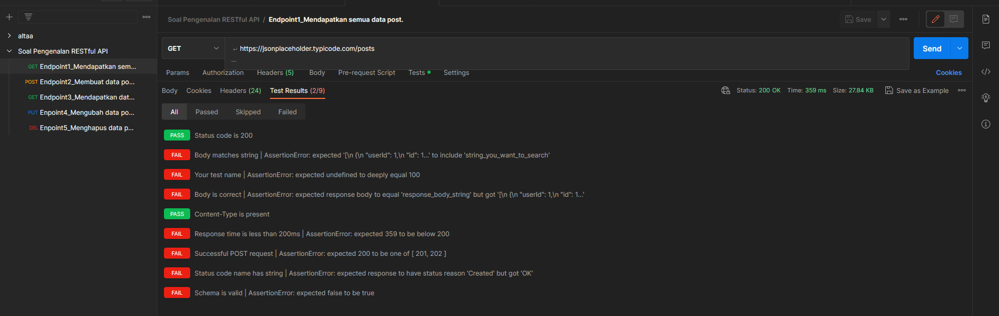 Soal Pengenalan RESTful API / Endpoint1_Mendapatkan semua data post.
Save
altaa
Soal Pengenalan RESTful API
GET Endpoint1_Mendapatkan sem...
POST Endpoint2_Membuat data po...
GET Endpoint3_Mendapatkan dat...
PUT Enpoint4_Mengubah data po...
DEL Enpoint5_Menghapus data p...
GET
↵ https://jsonplaceholder.typicode.com/posts
...
Send
Params Authorization Headers (5) Body Pre-request Script Tests Settings
Cookies
Body Cookies Headers (24) Test Results (2/9)
Status: 200 OK Time: 359 ms Size: 27.84 KB Save as Example
All Passed Skipped Failed
PASS Status code is 200
FAIL Body matches string | AssertionError: expected '[\n {\n "userId": 1,\n "id": 1...' to include 'string_you_want_to_search'
FAIL Your test name | AssertionError: expected undefined to deeply equal 100
FAIL Body is correct | AssertionError: expected response body to equal 'response_body_string' but got '[\n {\n "userId": 1,\n "id": 1...'
PASS Content-Type is present
FAIL Response time is less than 200ms | AssertionError: expected 359 to be below 200
FAIL Successful POST request | AssertionError: expected 200 to be one of [ 201, 202 ]
FAIL Status code name has string | AssertionError: expected response to have status reason 'Created' but got 'OK'
FAIL Schema is valid | AssertionError: expected false to be true